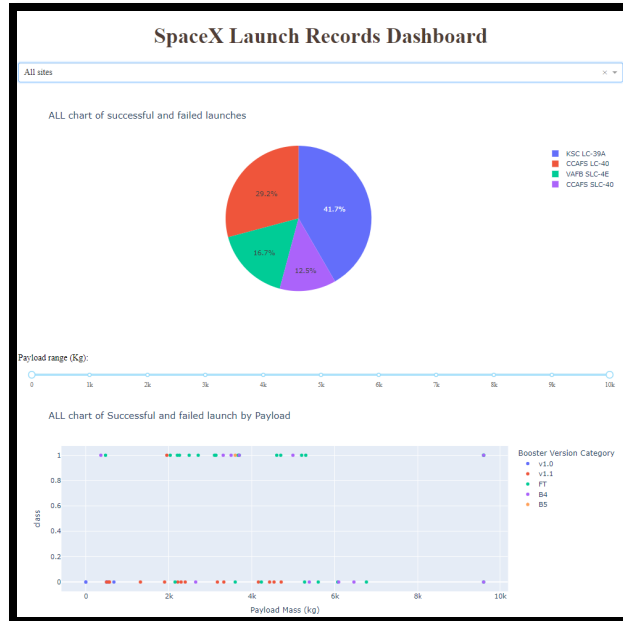 SpaceX Launch Records Dashboard
All sites
ALL chart of successful and failed launches
KSC LC-39A
CCAFS LC-40
VAFB SLC-4E
CCAFS SLC-40
29.2%
41.7%
16.7%
12.5%
Payload range (Kg):
0 1k 2k 3k 4k 5k 6k 7k 8k 9k 10k
ALL chart of Successful and failed launch by Payload
Booster Version Category
v1.0
v1.1
FT
B4
B5
class
1
0.8
0.6
0.4
0.2
0
0 2k 4k 6k 8k 10k
Payload Mass (kg)